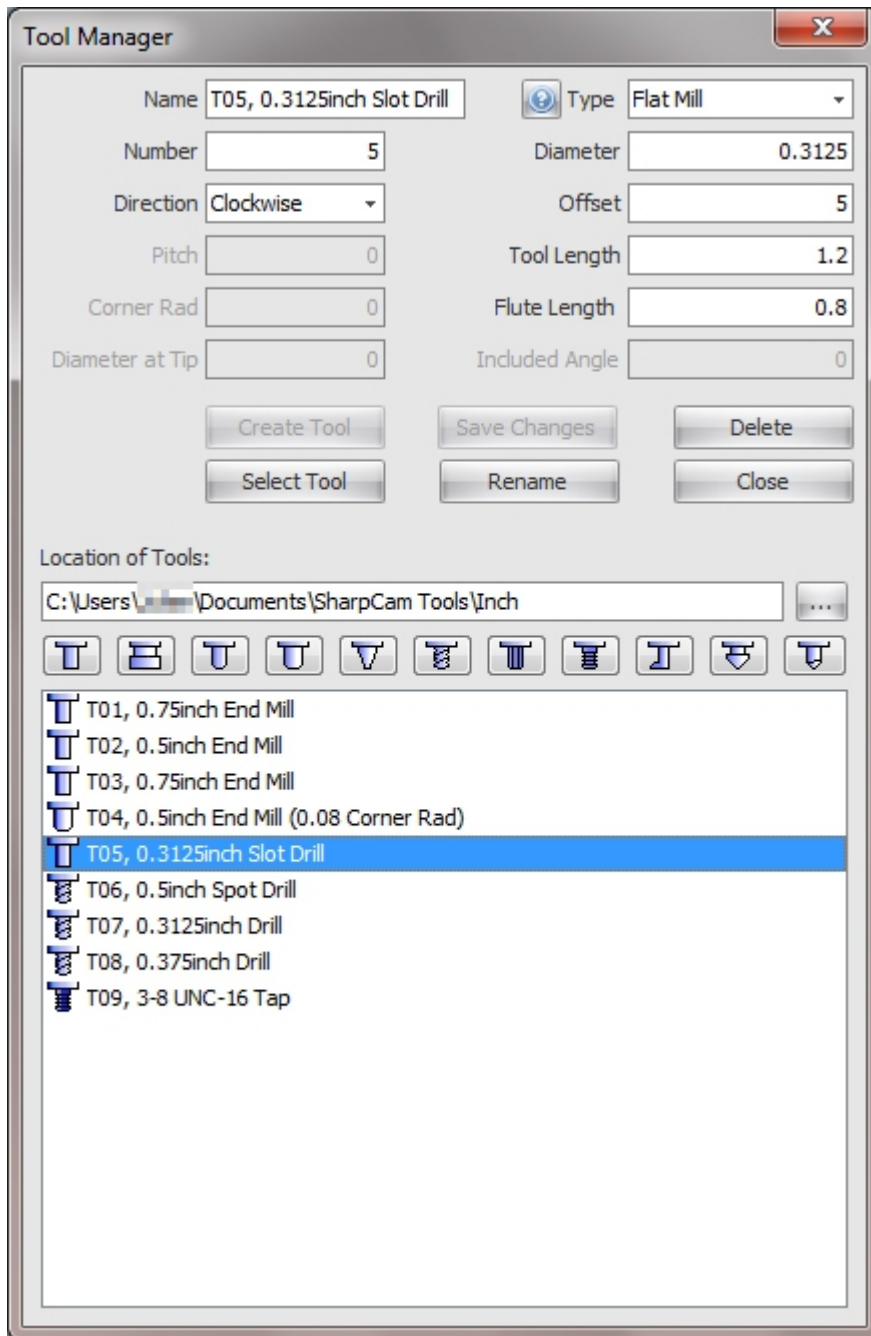 Tool Manager
Name T05, 0.3125inch Slot Drill Type Flat Mill
Number 5 Diameter 0.3125
Direction Clockwise Offset 5
Pitch 0 Tool Length 1.2
Corner Rad 0 Flute Length 0.8
Diameter at Tip 0 Included Angle 0
Create Tool Save Changes Delete
Select Tool Rename Close
Location of Tools:
C:\Users\ \Documents\SharpCam Tools\Inch ...
T01, 0.75inch End Mill
T02, 0.5inch End Mill
T03, 0.75inch End Mill
T04, 0.5inch End Mill (0.08 Corner Rad)
T05, 0.3125inch Slot Drill
T06, 0.5inch Spot Drill
T07, 0.3125inch Drill
T08, 0.375inch Drill
T09, 3-8 UNC-16 Tap